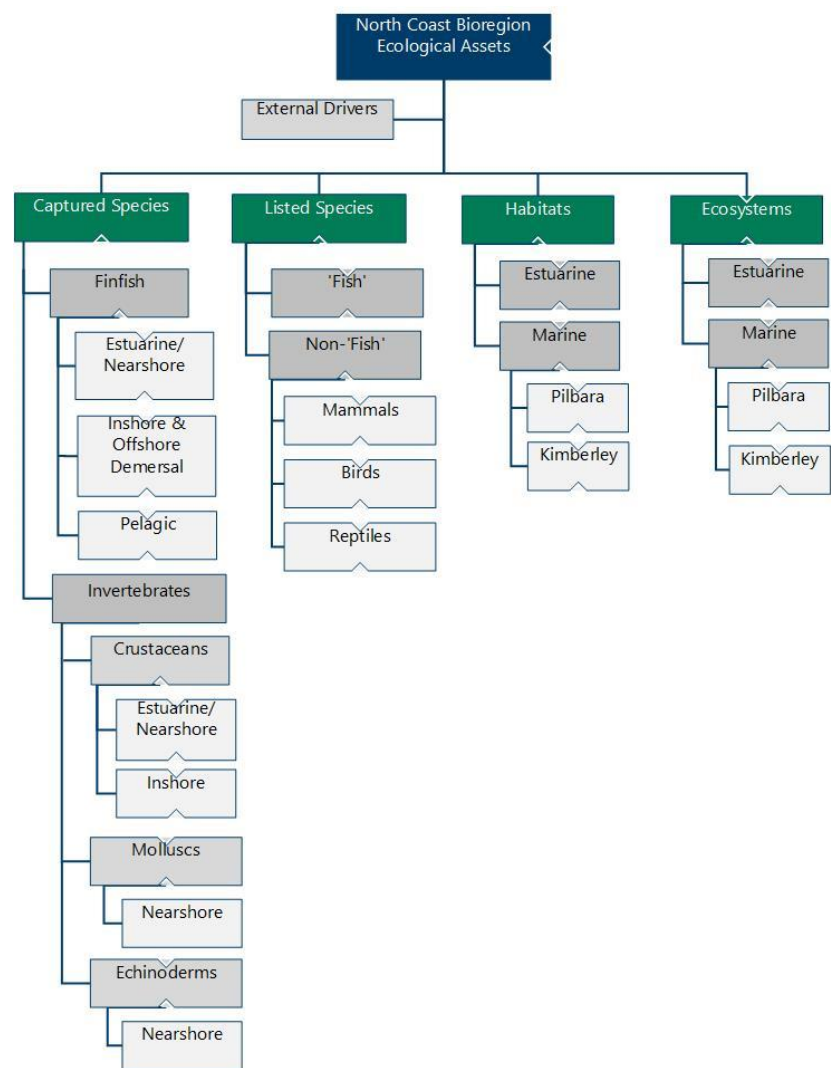 North Coast Bioregion
Ecological Assets
External Drivers
Captured Species
Finfish
Estuarine/
Nearshore
Inshore &
Offshore
Demersal
Pelagic
Invertebrates
Crustaceans
Estuarine/
Nearshore
Inshore
Molluscs
Nearshore
Echinoderms
Nearshore
Listed Species
'Fish'
Non-'Fish'
Mammals
Birds
Reptiles
Habitats
Estuarine
Marine
Pilbara
Kimberley
Ecosystems
Estuarine
Marine
Pilbara
Kimberley